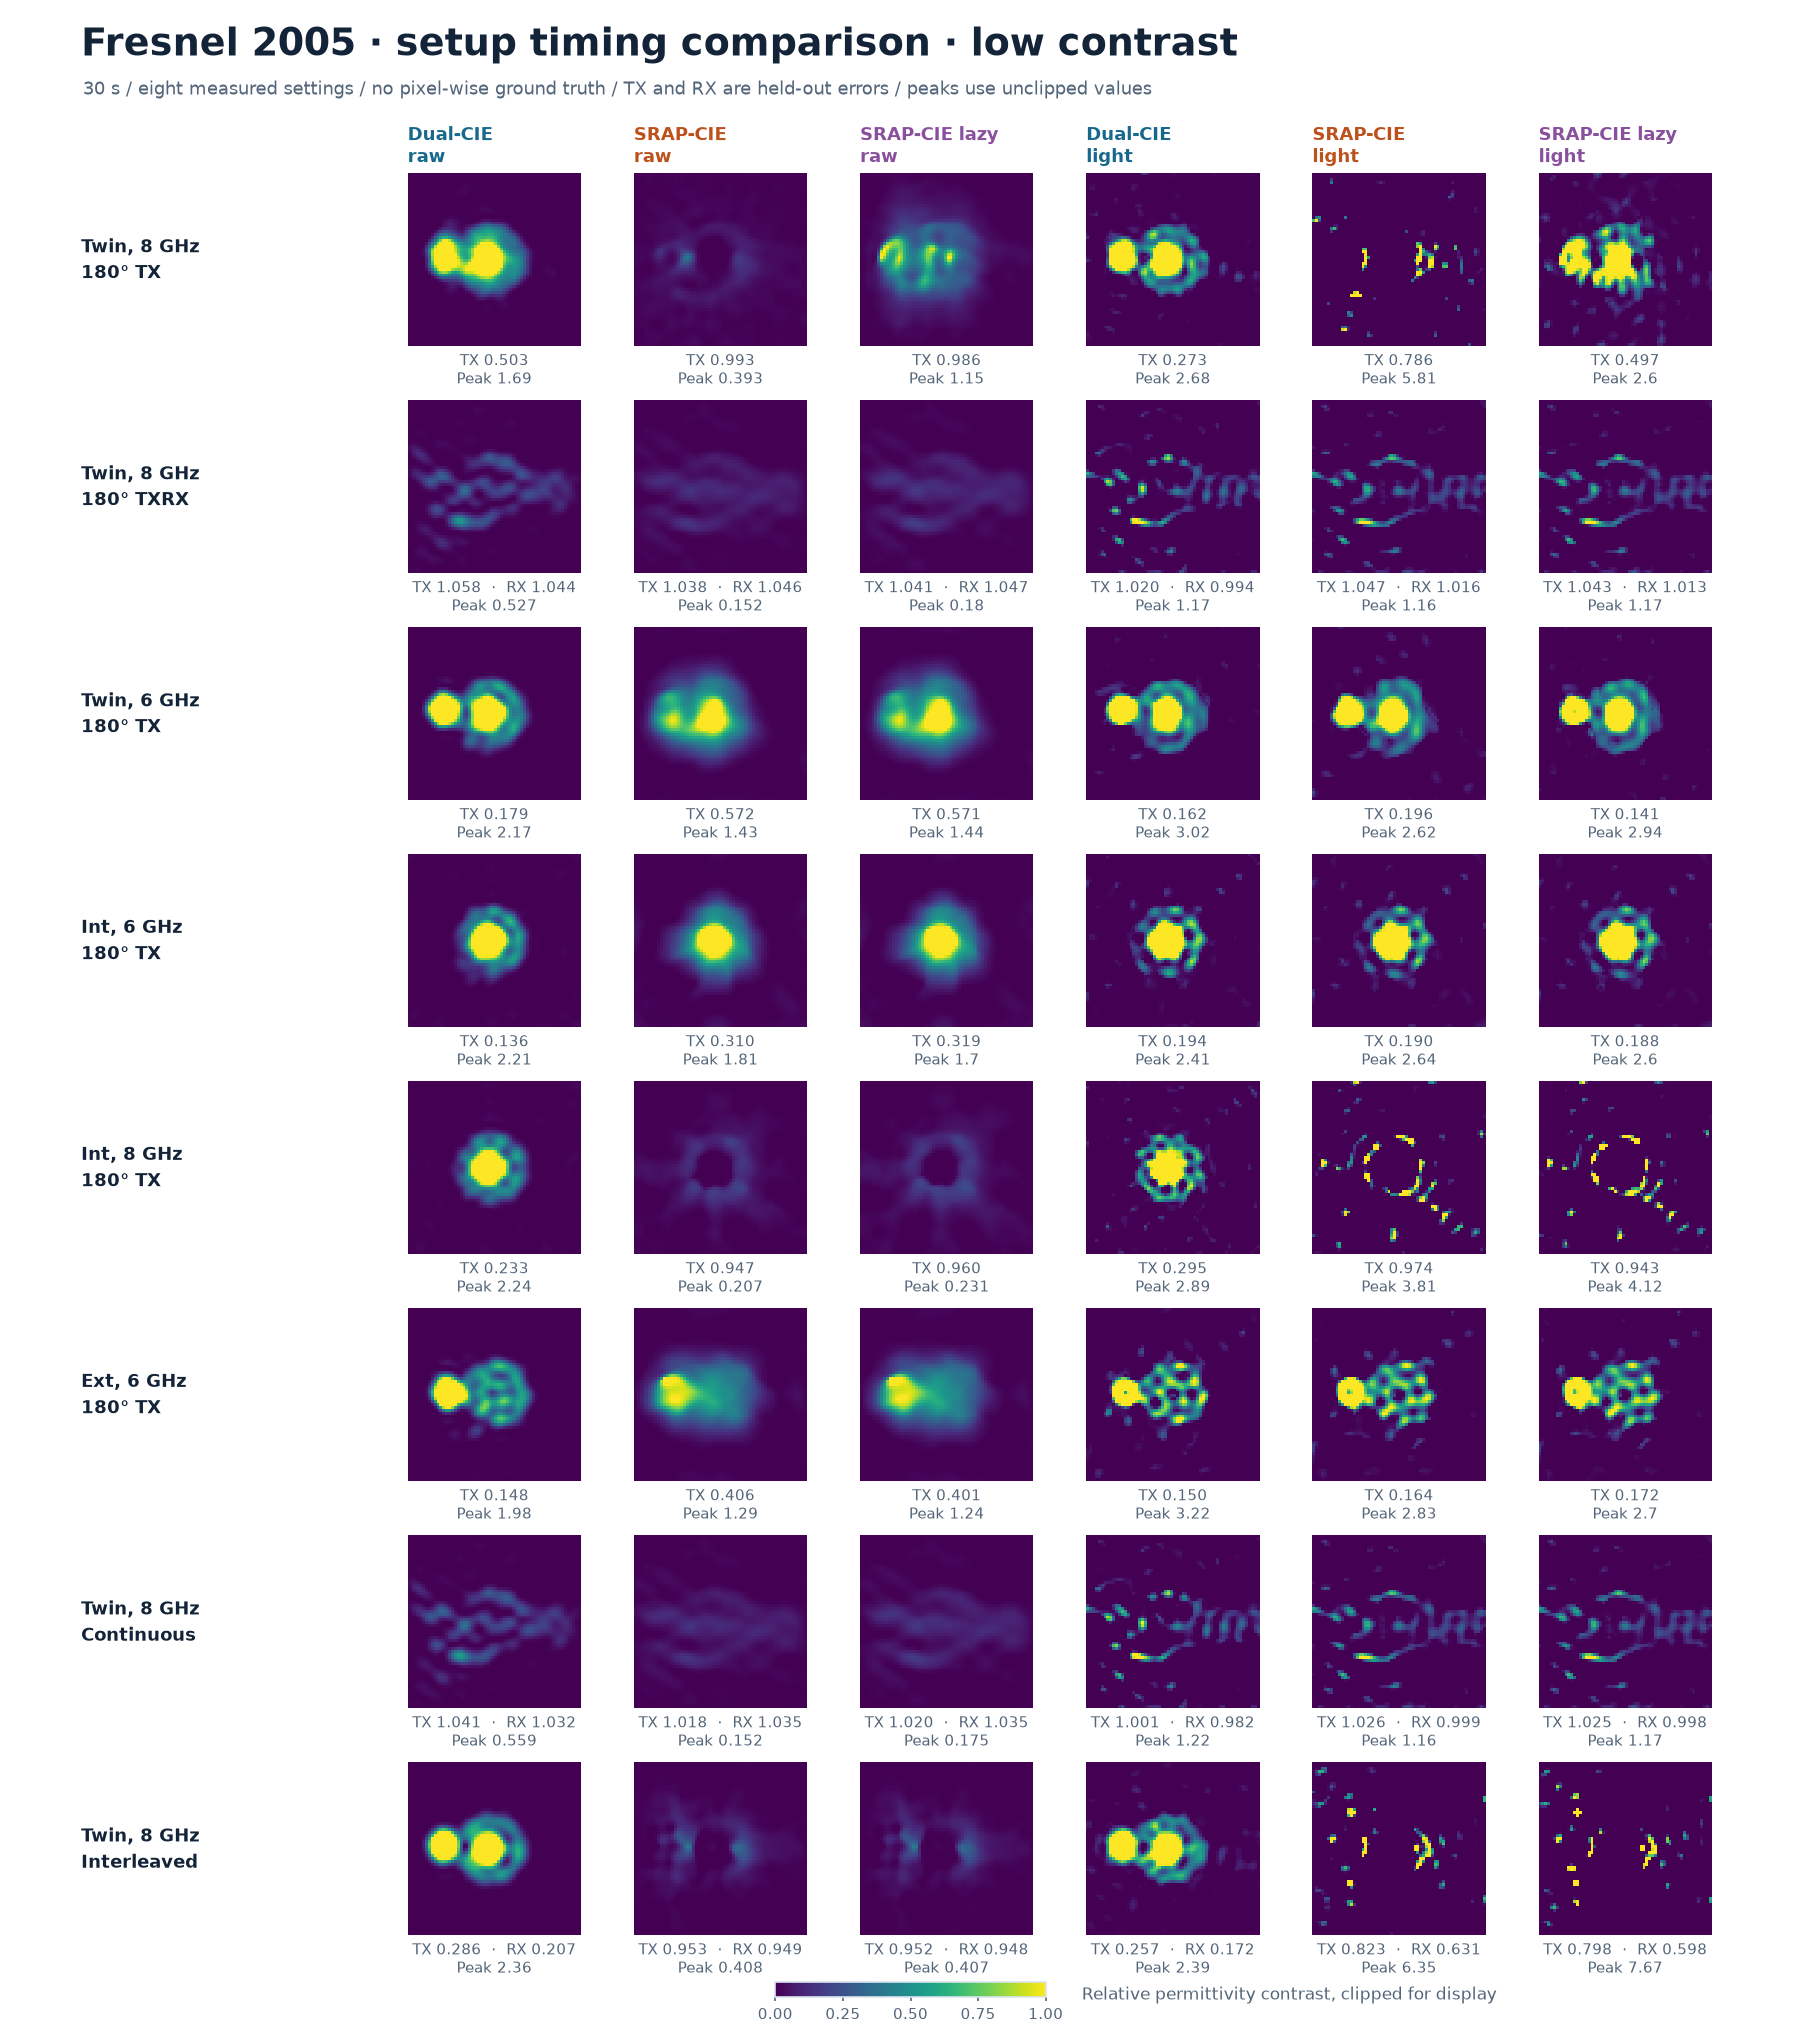 Fresnel 2005 · setup timing comparison · low contrast
30 s / eight measured settings / no pixel-wise ground truth / TX and RX are held-out errors / peaks use unclipped values
Dual-CIE raw
SRAP-CIE raw
SRAP-CIE lazy raw
Dual-CIE light
SRAP-CIE light
SRAP-CIE lazy light
Twin, 8 GHz
180° TX
TX 0.503
Peak 1.69
TX 0.993
Peak 0.393
TX 0.986
Peak 1.15
TX 0.273
Peak 2.68
TX 0.786
Peak 5.81
TX 0.497
Peak 2.6
Twin, 8 GHz
180° TXRX
TX 1.058 · RX 1.044
Peak 0.527
TX 1.038 · RX 1.046
Peak 0.152
TX 1.041 · RX 1.047
Peak 0.18
TX 1.020 · RX 0.994
Peak 1.17
TX 1.047 · RX 1.016
Peak 1.16
TX 1.043 · RX 1.013
Peak 1.17
Twin, 6 GHz
180° TX
TX 0.179
Peak 2.17
TX 0.572
Peak 1.43
TX 0.571
Peak 1.44
TX 0.162
Peak 3.02
TX 0.196
Peak 2.62
TX 0.141
Peak 2.94
Int, 6 GHz
180° TX
TX 0.136
Peak 2.21
TX 0.310
Peak 1.81
TX 0.319
Peak 1.7
TX 0.194
Peak 2.41
TX 0.190
Peak 2.64
TX 0.188
Peak 2.6
Int, 8 GHz
180° TX
TX 0.233
Peak 2.24
TX 0.947
Peak 0.207
TX 0.960
Peak 0.231
TX 0.295
Peak 2.89
TX 0.974
Peak 3.81
TX 0.943
Peak 4.12
Ext, 6 GHz
180° TX
TX 0.148
Peak 1.98
TX 0.406
Peak 1.29
TX 0.401
Peak 1.24
TX 0.150
Peak 3.22
TX 0.164
Peak 2.83
TX 0.172
Peak 2.7
Twin, 8 GHz
Continuous
TX 1.041 · RX 1.032
Peak 0.559
TX 1.018 · RX 1.035
Peak 0.152
TX 1.020 · RX 1.035
Peak 0.175
TX 1.001 · RX 0.982
Peak 1.22
TX 1.026 · RX 0.999
Peak 1.16
TX 1.025 · RX 0.998
Peak 1.17
Twin, 8 GHz
Interleaved
TX 0.286 · RX 0.207
Peak 2.36
TX 0.953 · RX 0.949
Peak 0.408
TX 0.952 · RX 0.948
Peak 0.407
TX 0.257 · RX 0.172
Peak 2.39
TX 0.823 · RX 0.631
Peak 6.35
TX 0.798 · RX 0.598
Peak 7.67
0.00 0.25 0.50 0.75 1.00
Relative permittivity contrast, clipped for display